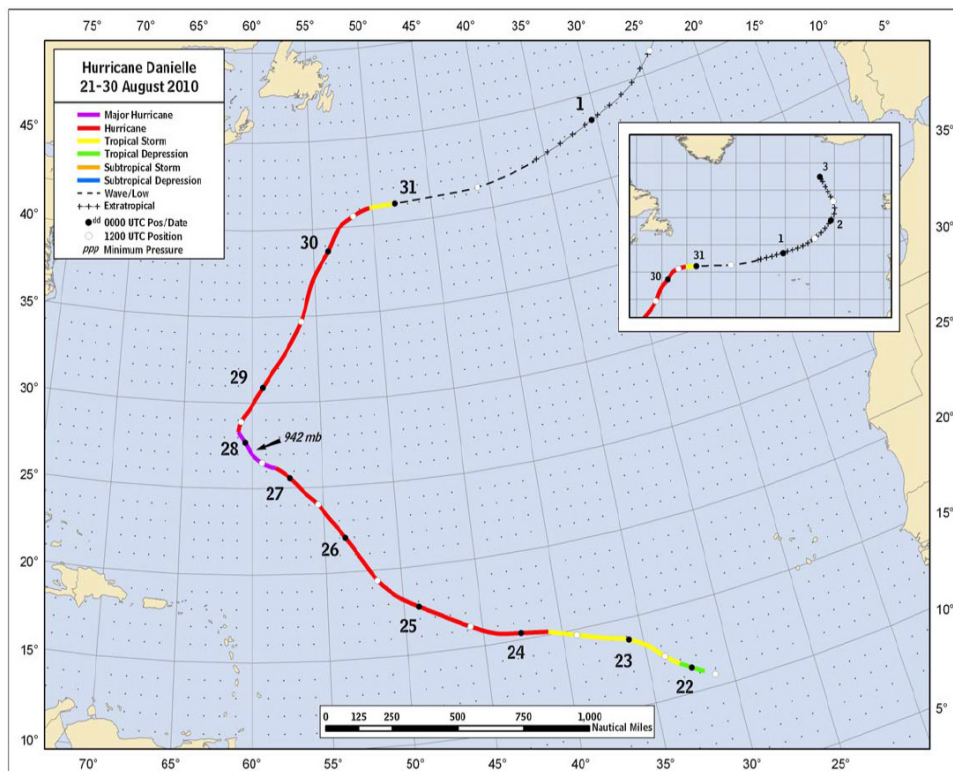 75° 70° 65° 60° 55° 50° 45° 40° 35° 30° 25° 20° 15° 10° 5°
Hurricane Danielle
21-30 August 2010
Major Hurricane
Hurricane
Tropical Storm
Tropical Depression
Subtropical Storm
Subtropical Depression
Wave/Low
Extratropical
dd 0000 UTC Pos/Date
1200 UTC Position
ppp Minimum Pressure
1
3
2
1
31
30
31
30
29
942 mb
28
27
26
25
24
23
22
45°
40°
35°
30°
25°
20°
15°
10°
35°
30°
25°
20°
15°
10°
5°
0 125 250 500 750 1,000
Nautical Miles
70° 65° 60° 55° 50° 45° 40° 35° 30° 25°